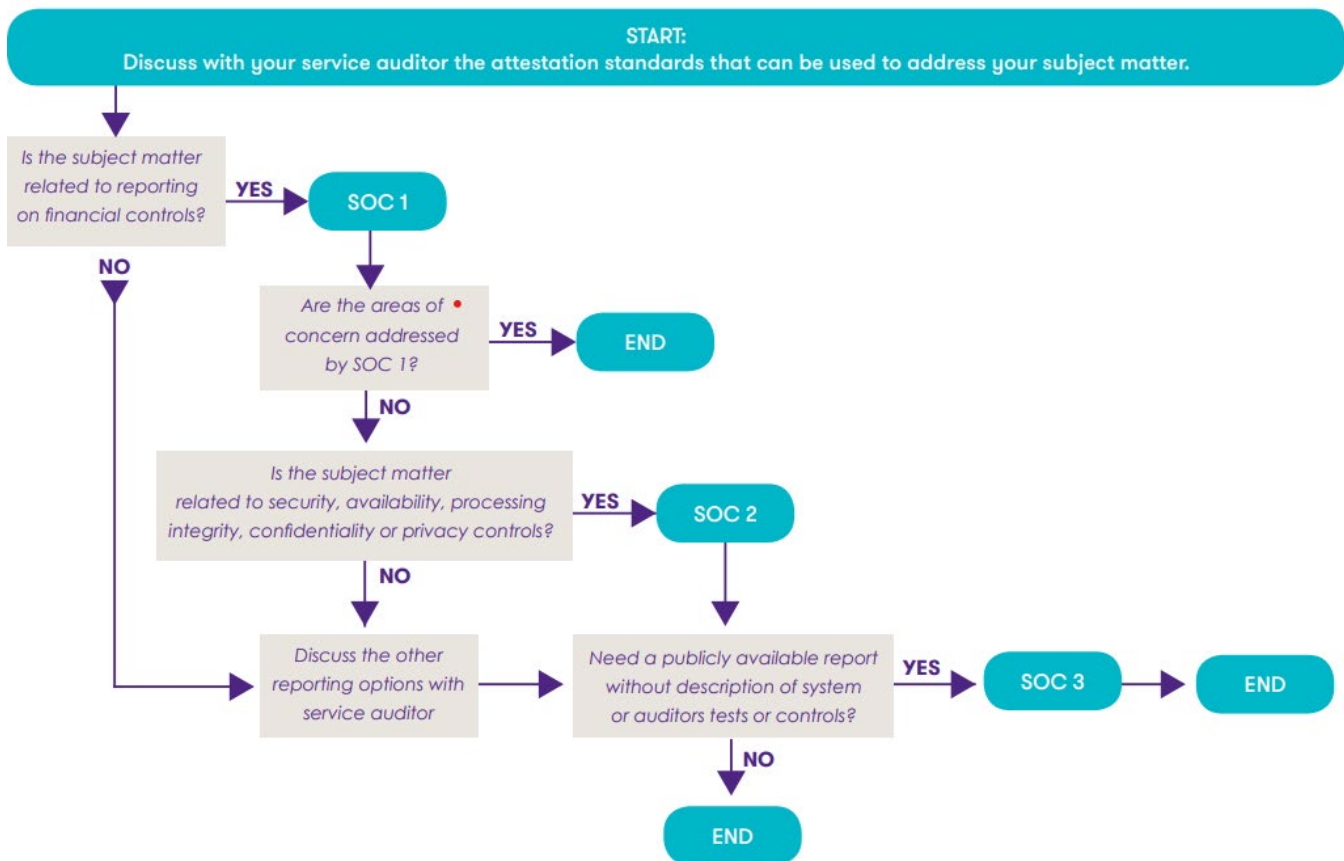 START:
Discuss with your service auditor the attestation standards that can be used to address your subject matter.
Is the subject matter
related to reporting
on financial controls?
YES
SOC 1
NO
Are the areas of
concern addressed
by SOC 1?
YES
END
NO
Is the subject matter
related to security, availability, processing
integrity, confidentiality or privacy controls?
YES
SOC 2
NO
Discuss the other
reporting options with
service auditor
Need a publicly available report
without description of system
or auditors tests or controls?
YES
SOC 3
END
NO
END